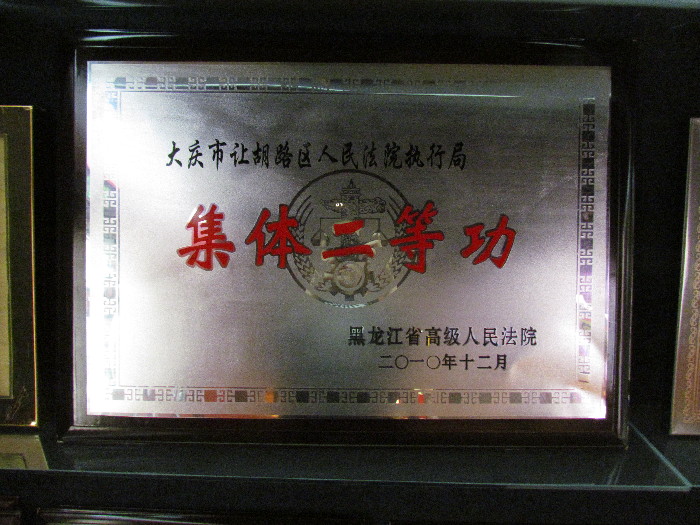 大庆市让胡路区人民法院执行局
集体二等功
黑龙江省高级人民法院
二〇一〇年十二月